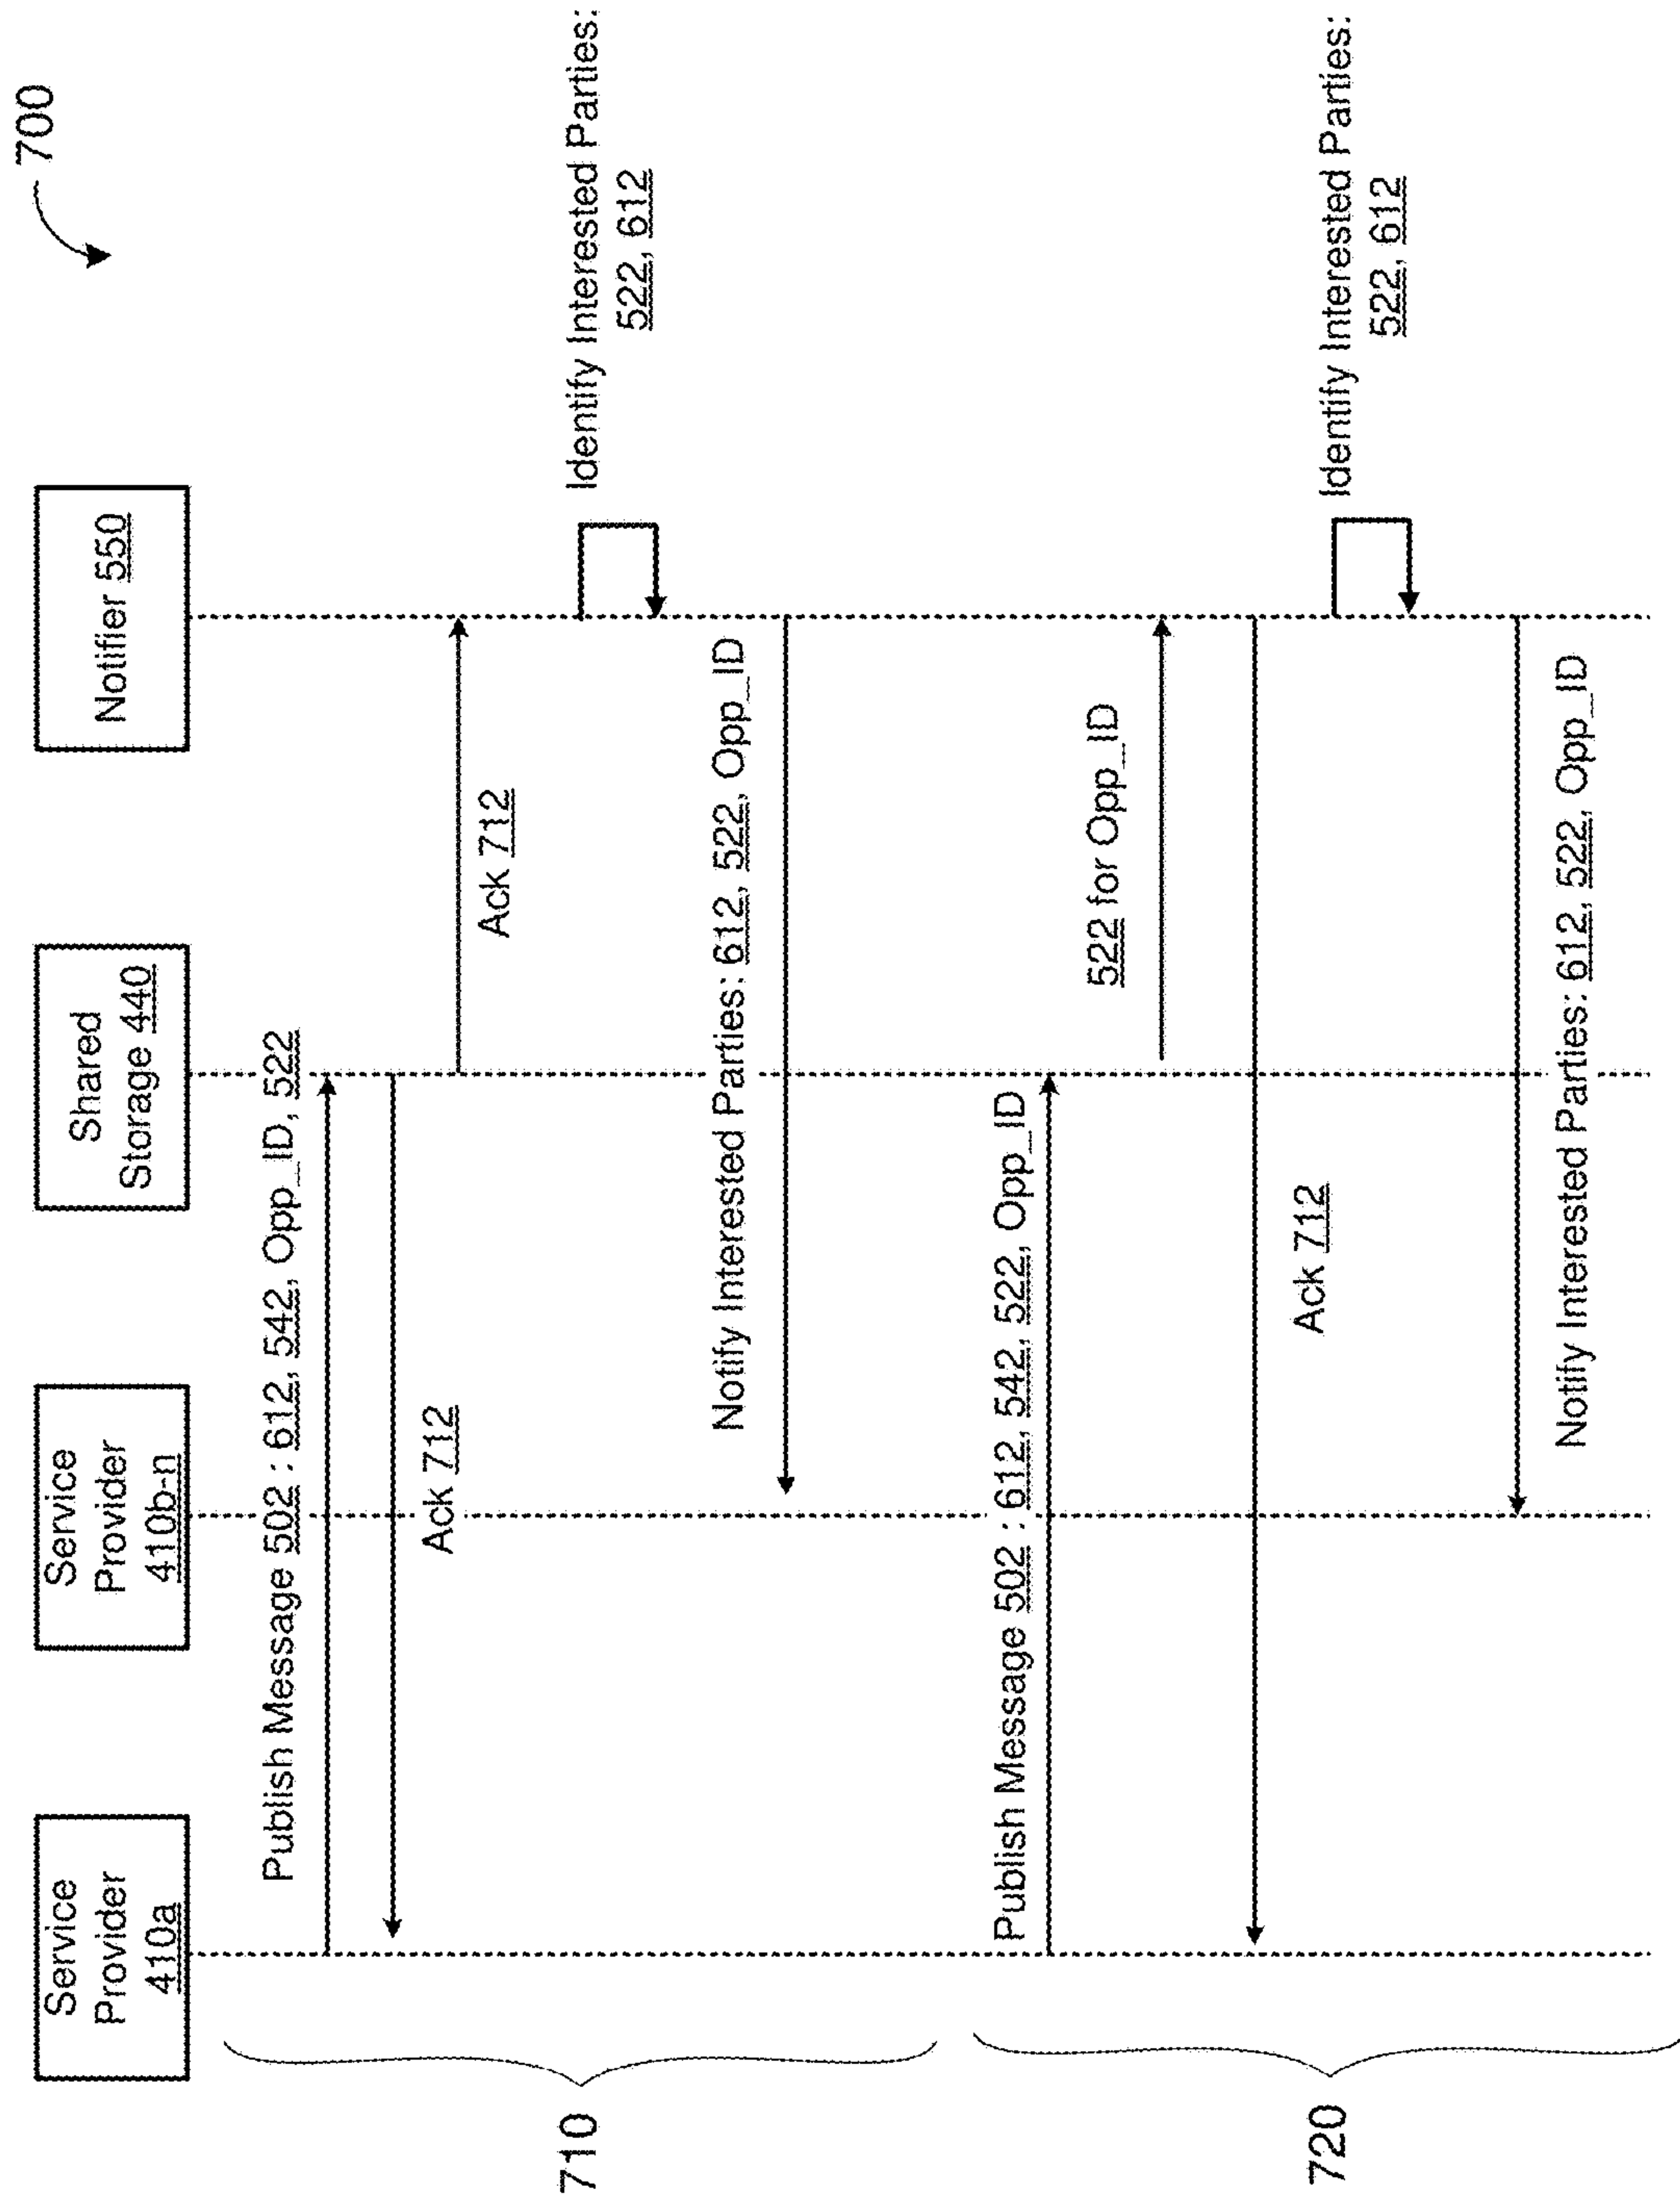 700
Service
Provider
410a
Service
Provider
410b-n
Shared
Storage 440
Notifier 550
710
Publish Message 502 : 612, 542, Opp_ID, 522
Ack 712
Ack 712
Identify Interested Parties:
522, 612
Notify Interested Parties: 612, 522, Opp_ID
720
Publish Message 502 : 612, 542, 522, Opp_ID
522 for Opp_ID
Ack 712
Identify Interested Parties:
522, 612
Notify Interested Parties: 612, 522, Opp_ID